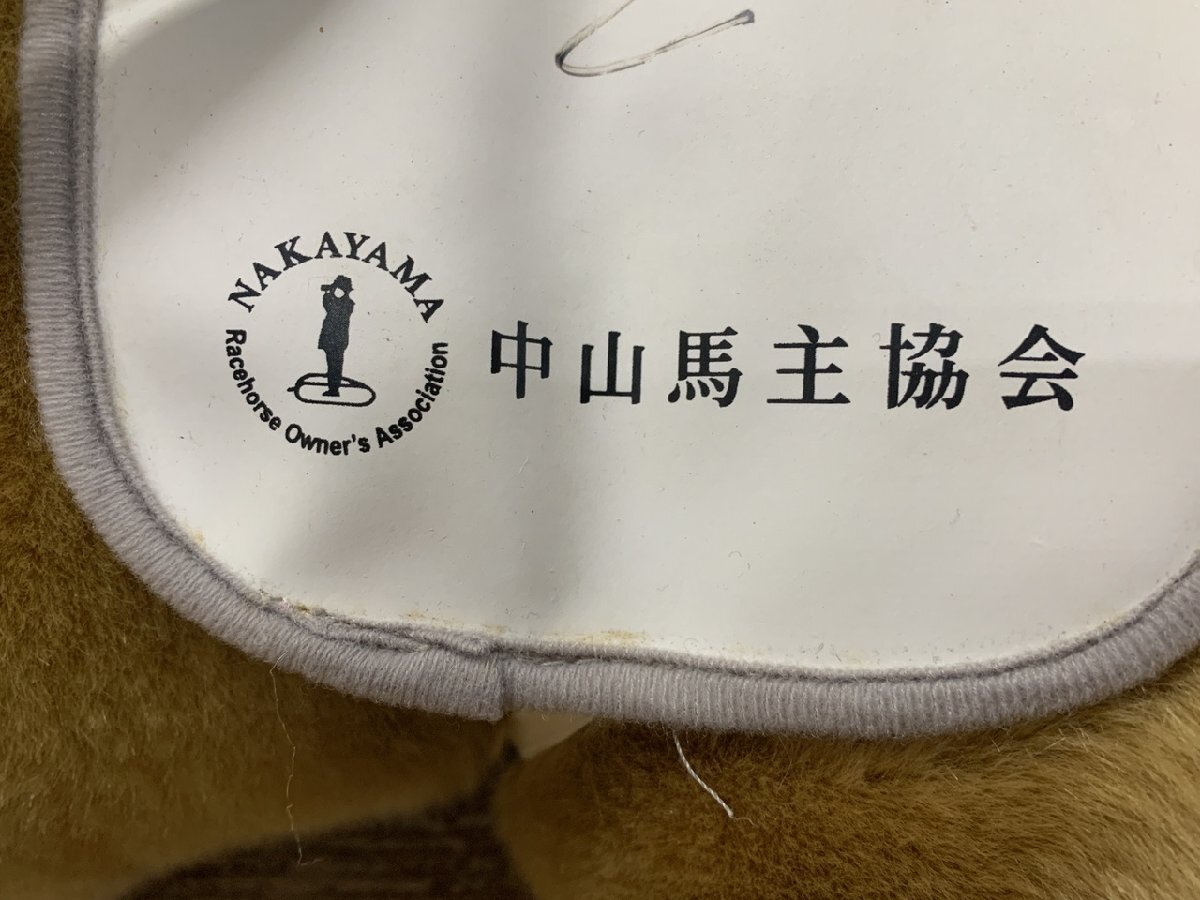 NAKAYAMA
Racehorse Owner's Association
中山馬主協会